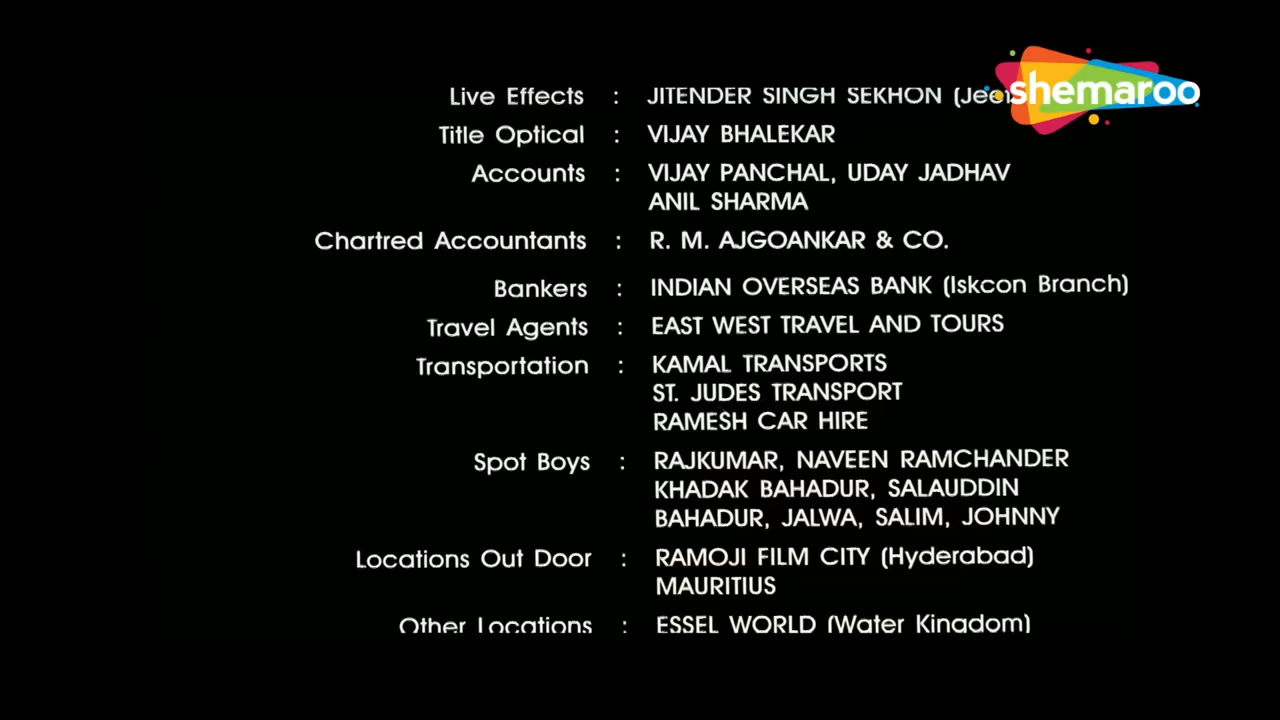 shemaroo
Live Effects : JITENDER SINGH SEKHON
Title Optical : VIJAY BHALEKAR
Accounts : VIJAY PANCHAL, UDAY JADHAV
ANIL SHARMA
Chartred Accountants : R. M. AJGOANKAR & CO.
Bankers : INDIAN OVERSEAS BANK (Iskcon Branch)
Travel Agents : EAST WEST TRAVEL AND TOURS
Transportation : KAMAL TRANSPORTS
ST. JUDES TRANSPORT
RAMESH CAR HIRE
Spot Boys : RAJKUMAR, NAVEEN RAMCHANDER
KHADAK BAHADUR, SALAUDDIN
BAHADUR, JALWA, SALIM, JOHNNY
Locations Out Door : RAMOJI FILM CITY (Hyderabad)
MAURITIUS
Other Locations : ESSEL WORLD (Water Kingdom)